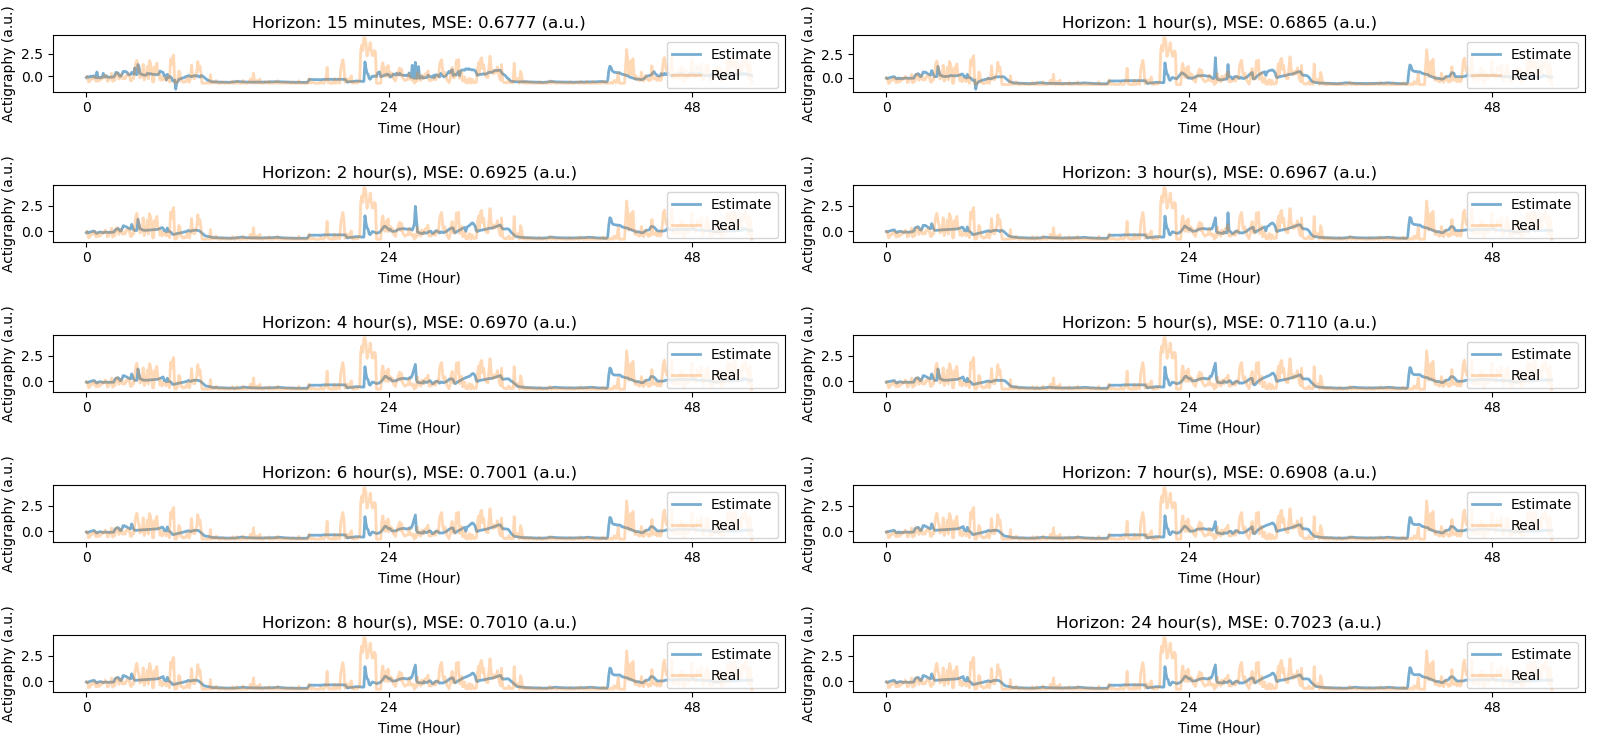 Horizon: 15 minutes, MSE: 0.6777 (a.u.)
Actigraphy (a.u.)
2.5
0.0
Estimate
Real
0 24 48
Time (Hour)
Horizon: 1 hour(s), MSE: 0.6865 (a.u.)
Actigraphy (a.u.)
2.5
0.0
Estimate
Real
0 24 48
Time (Hour)
Horizon: 2 hour(s), MSE: 0.6925 (a.u.)
Actigraphy (a.u.)
2.5
0.0
Estimate
Real
0 24 48
Time (Hour)
Horizon: 3 hour(s), MSE: 0.6967 (a.u.)
Actigraphy (a.u.)
2.5
0.0
Estimate
Real
0 24 48
Time (Hour)
Horizon: 4 hour(s), MSE: 0.6970 (a.u.)
Actigraphy (a.u.)
2.5
0.0
Estimate
Real
0 24 48
Time (Hour)
Horizon: 5 hour(s), MSE: 0.7110 (a.u.)
Actigraphy (a.u.)
2.5
0.0
Estimate
Real
0 24 48
Time (Hour)
Horizon: 6 hour(s), MSE: 0.7001 (a.u.)
Actigraphy (a.u.)
2.5
0.0
Estimate
Real
0 24 48
Time (Hour)
Horizon: 7 hour(s), MSE: 0.6908 (a.u.)
Actigraphy (a.u.)
2.5
0.0
Estimate
Real
0 24 48
Time (Hour)
Horizon: 8 hour(s), MSE: 0.7010 (a.u.)
Actigraphy (a.u.)
2.5
0.0
Estimate
Real
0 24 48
Time (Hour)
Horizon: 24 hour(s), MSE: 0.7023 (a.u.)
Actigraphy (a.u.)
2.5
0.0
Estimate
Real
0 24 48
Time (Hour)